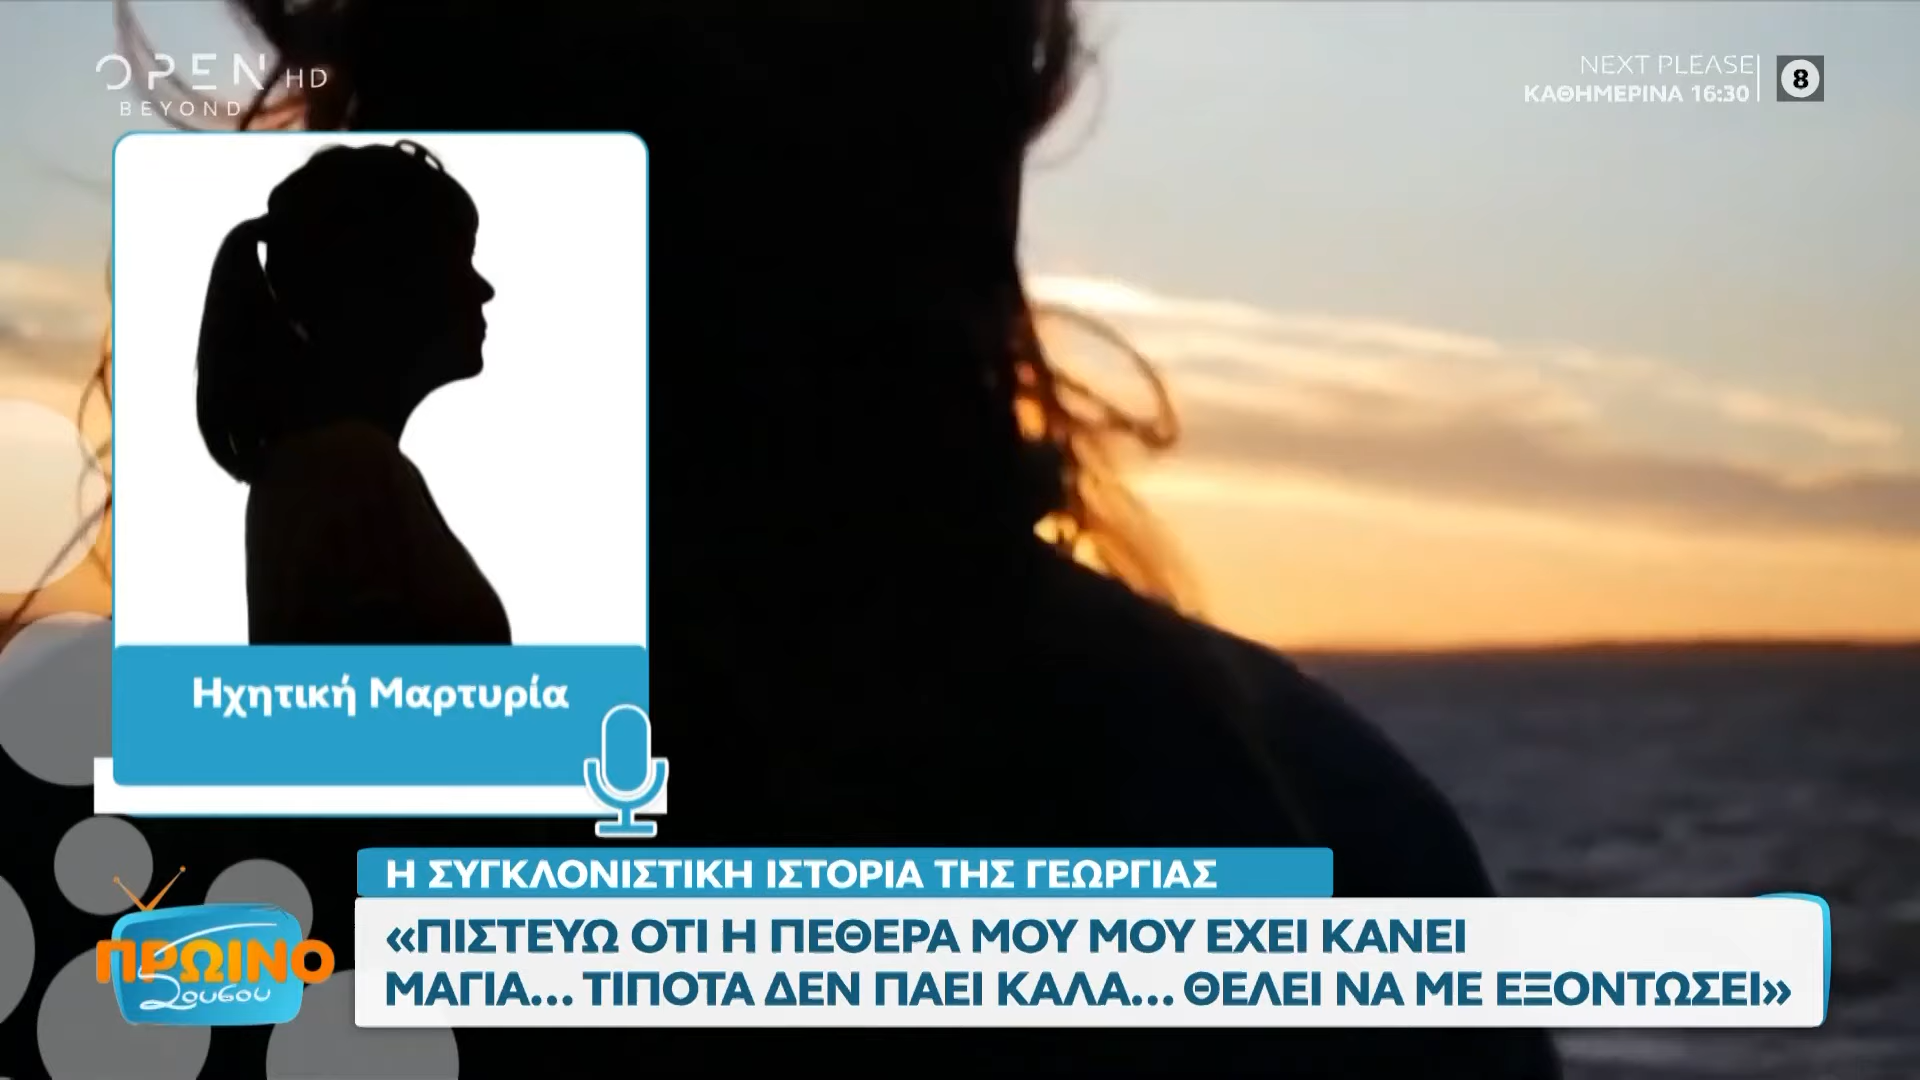 OPEN HD
BEYOND
NEXT PLEASE
ΚΑΘΗΜΕΡΙΝΑ 16:30
8
Ηχητική Μαρτυρία
Η ΣΥΓΚΛΟΝΙΣΤΙΚΗ ΙΣΤΟΡΙΑ ΤΗΣ ΓΕΩΡΓΙΑΣ
«ΠΙΣΤΕΥΩ ΟΤΙ Η ΠΕΘΕΡΑ ΜΟΥ ΜΟΥ ΕΧΕΙ ΚΑΝΕΙ
ΜΑΓΙΑ... ΤΙΠΟΤΑ ΔΕΝ ΠΑΕΙ ΚΑΛΑ... ΘΕΛΕΙ ΝΑ ΜΕ ΕΞΟΝΤΩΣΕΙ»
ΠΡΩΙΝΟ
Σουσου